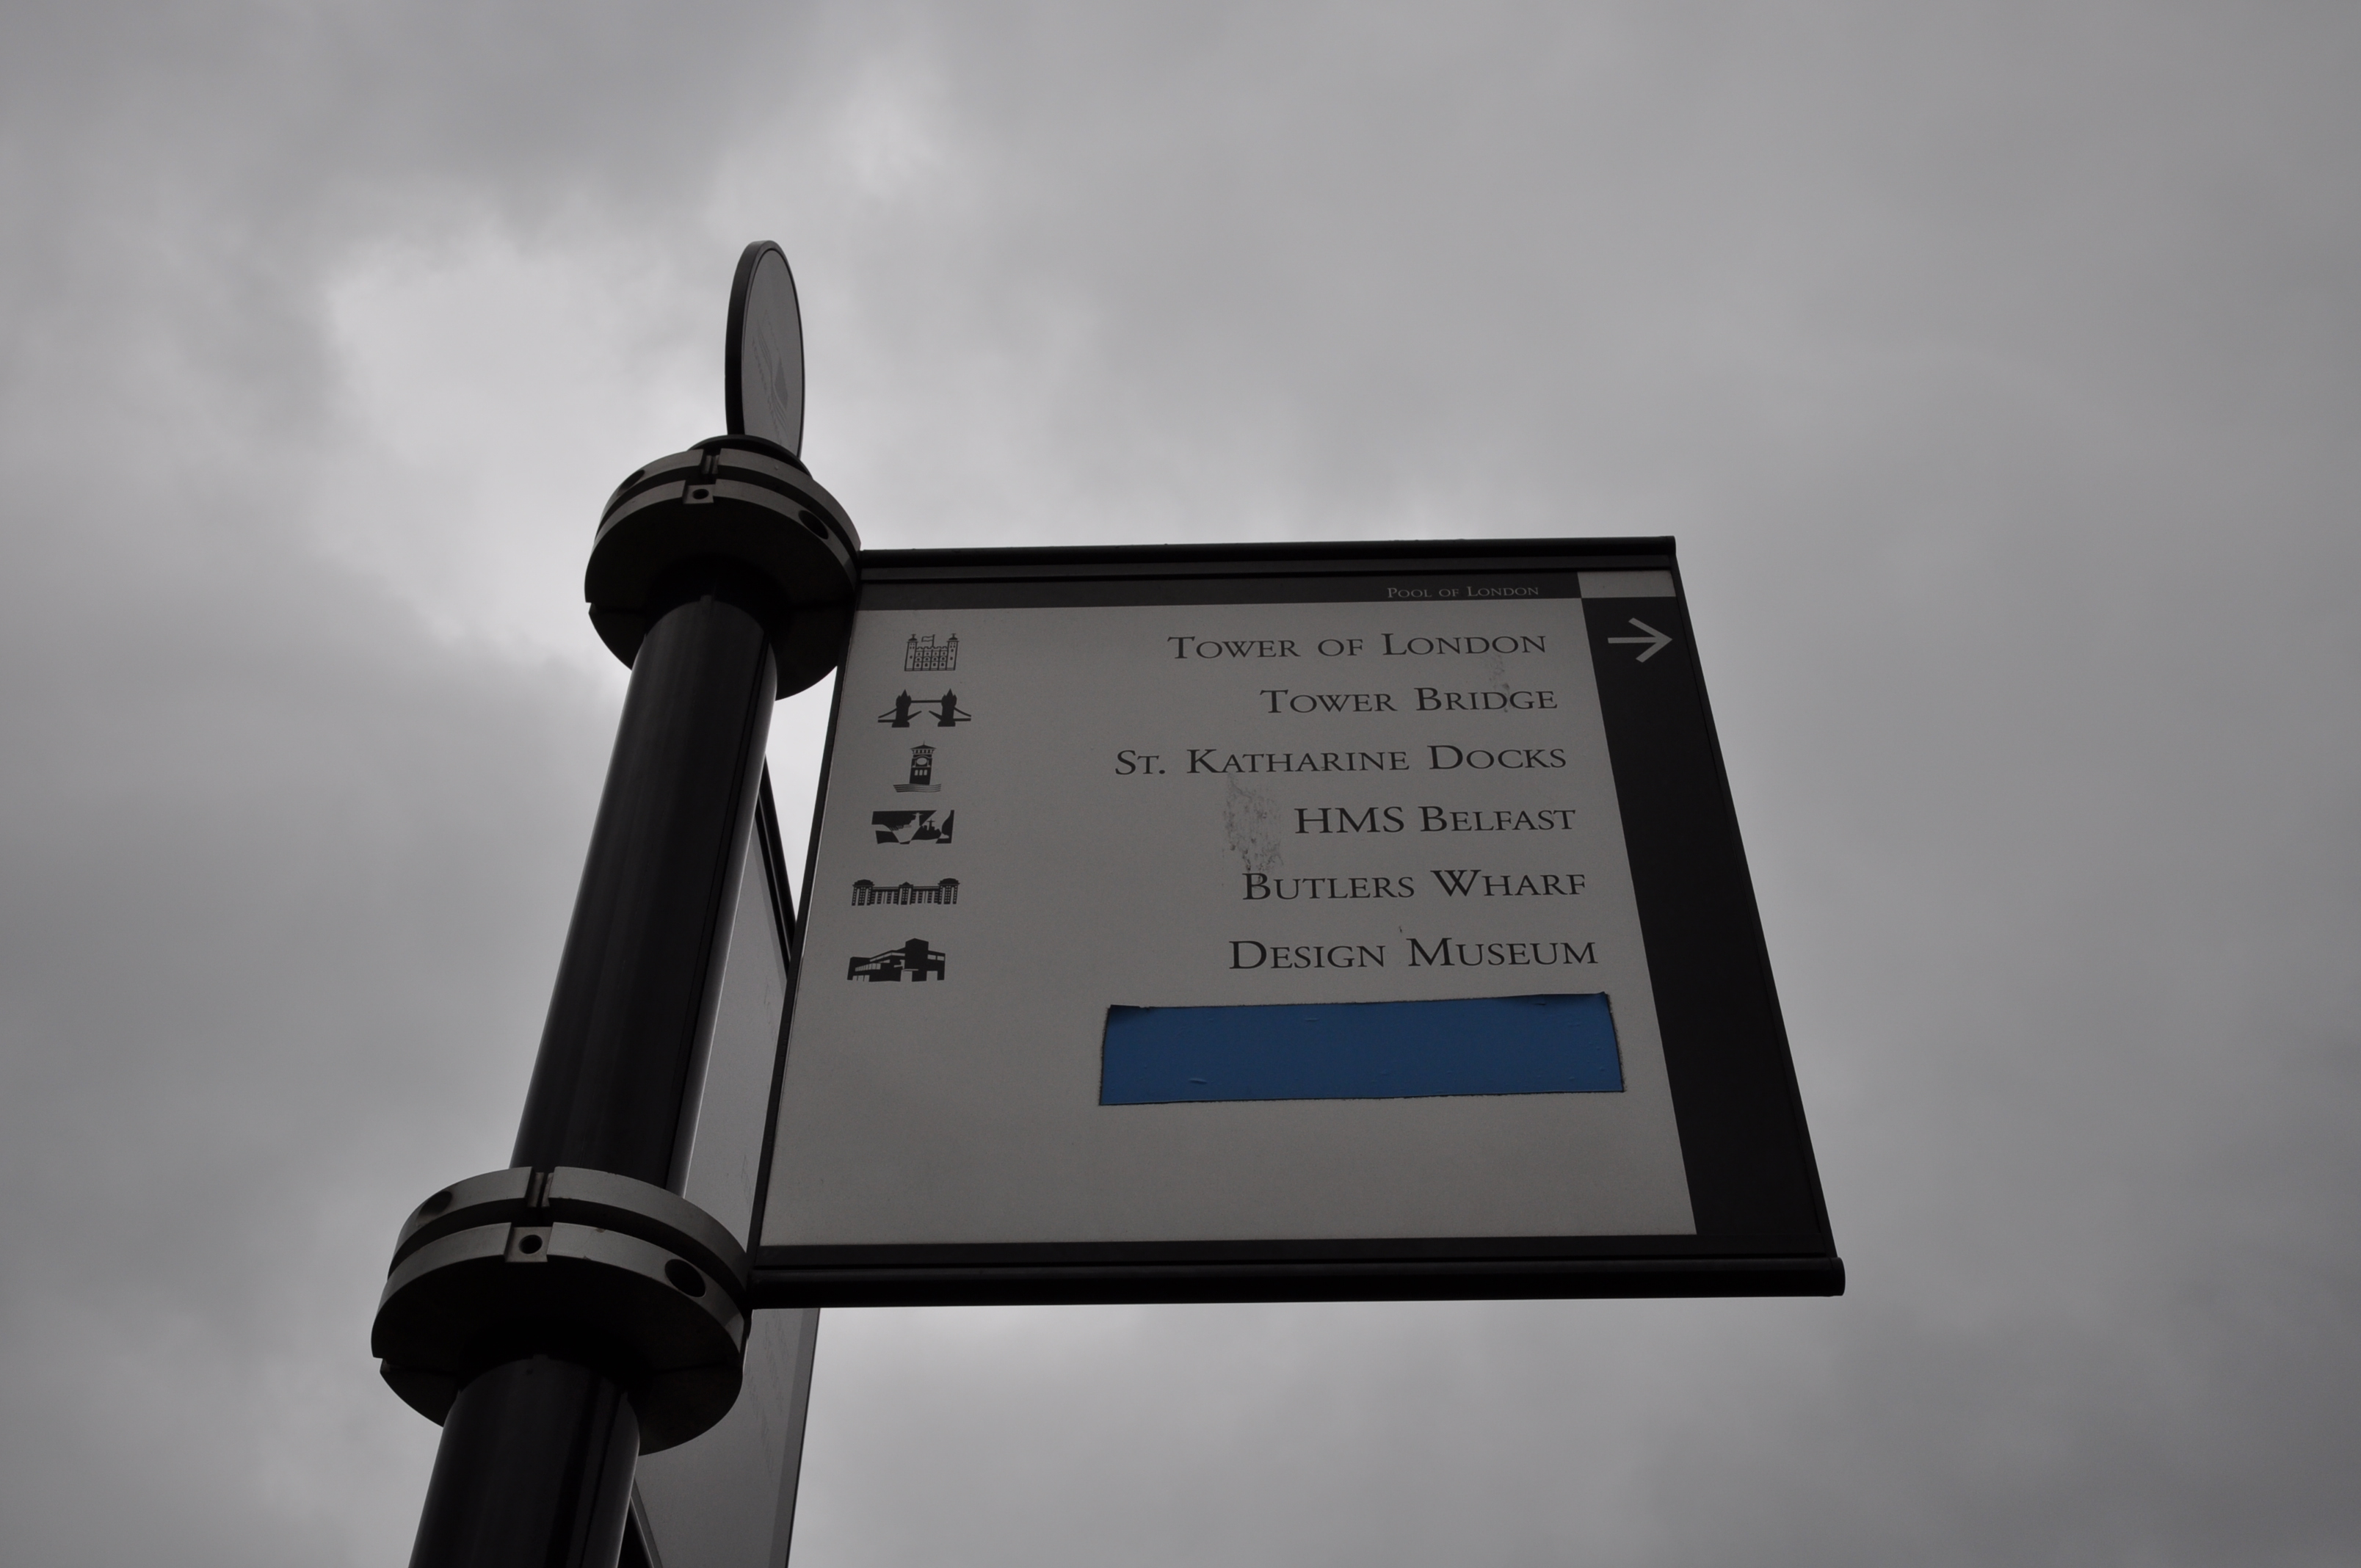 POOL OF LONDON
TOWER OF LONDON
TOWER BRIDGE
ST. KATHARINE DOCKS
HMS BELFAST
BUTLERS WHARF
DESIGN MUSEUM